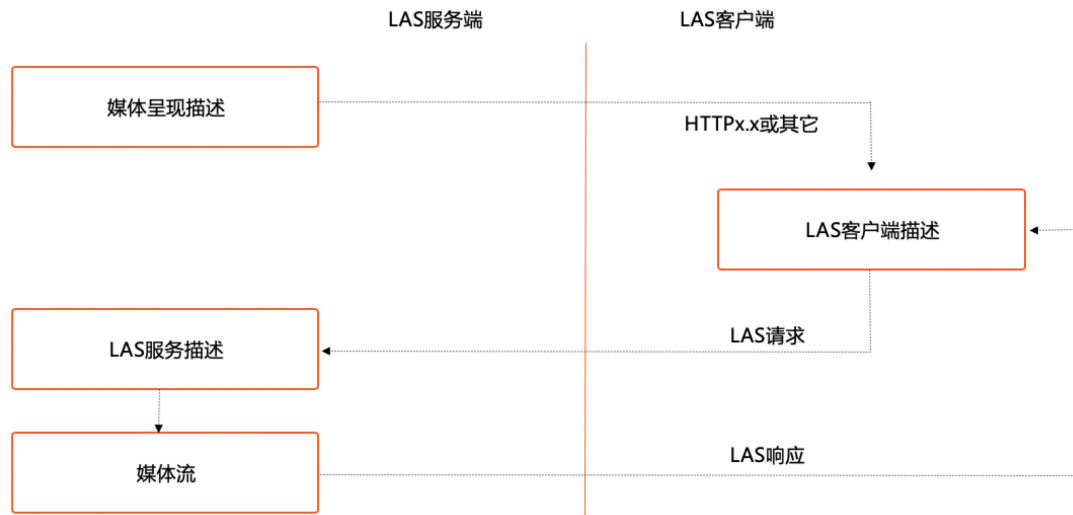 LAS服务端
LAS客户端
媒体呈现描述
HTTPx.x或其它
LAS客户端描述
LAS请求
LAS服务描述
LAS响应
媒体流